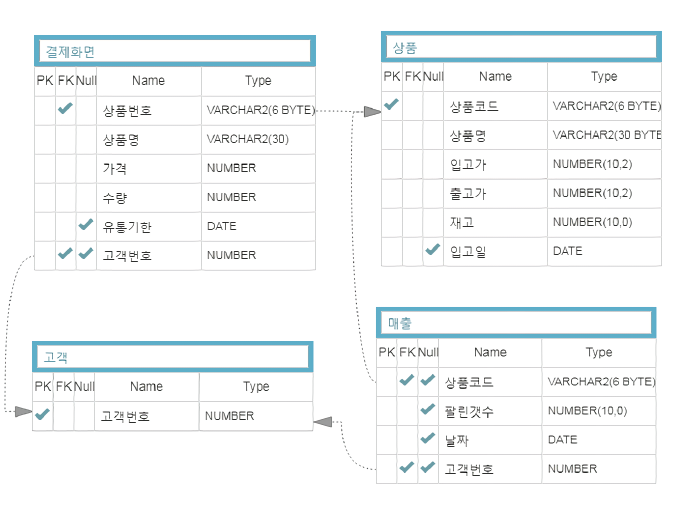 결제화면
PK FK Null Name Type
상품번호 VARCHAR2(6 BYTE)
상품명 VARCHAR2(30)
가격 NUMBER
수량 NUMBER
유통기한 DATE
고객번호 NUMBER
상품
PK FK Null Name Type
상품코드 VARCHAR2(6 BYTE)
상품명 VARCHAR2(30 BYTE
입고가 NUMBER(10,2)
출고가 NUMBER(10,2)
재고 NUMBER(10,0)
입고일 DATE
고객
PK FK Null Name Type
고객번호 NUMBER
매출
PK FK Null Name Type
상품코드 VARCHAR2(6 BYTE)
팔린갯수 NUMBER(10,0)
날짜 DATE
고객번호 NUMBER